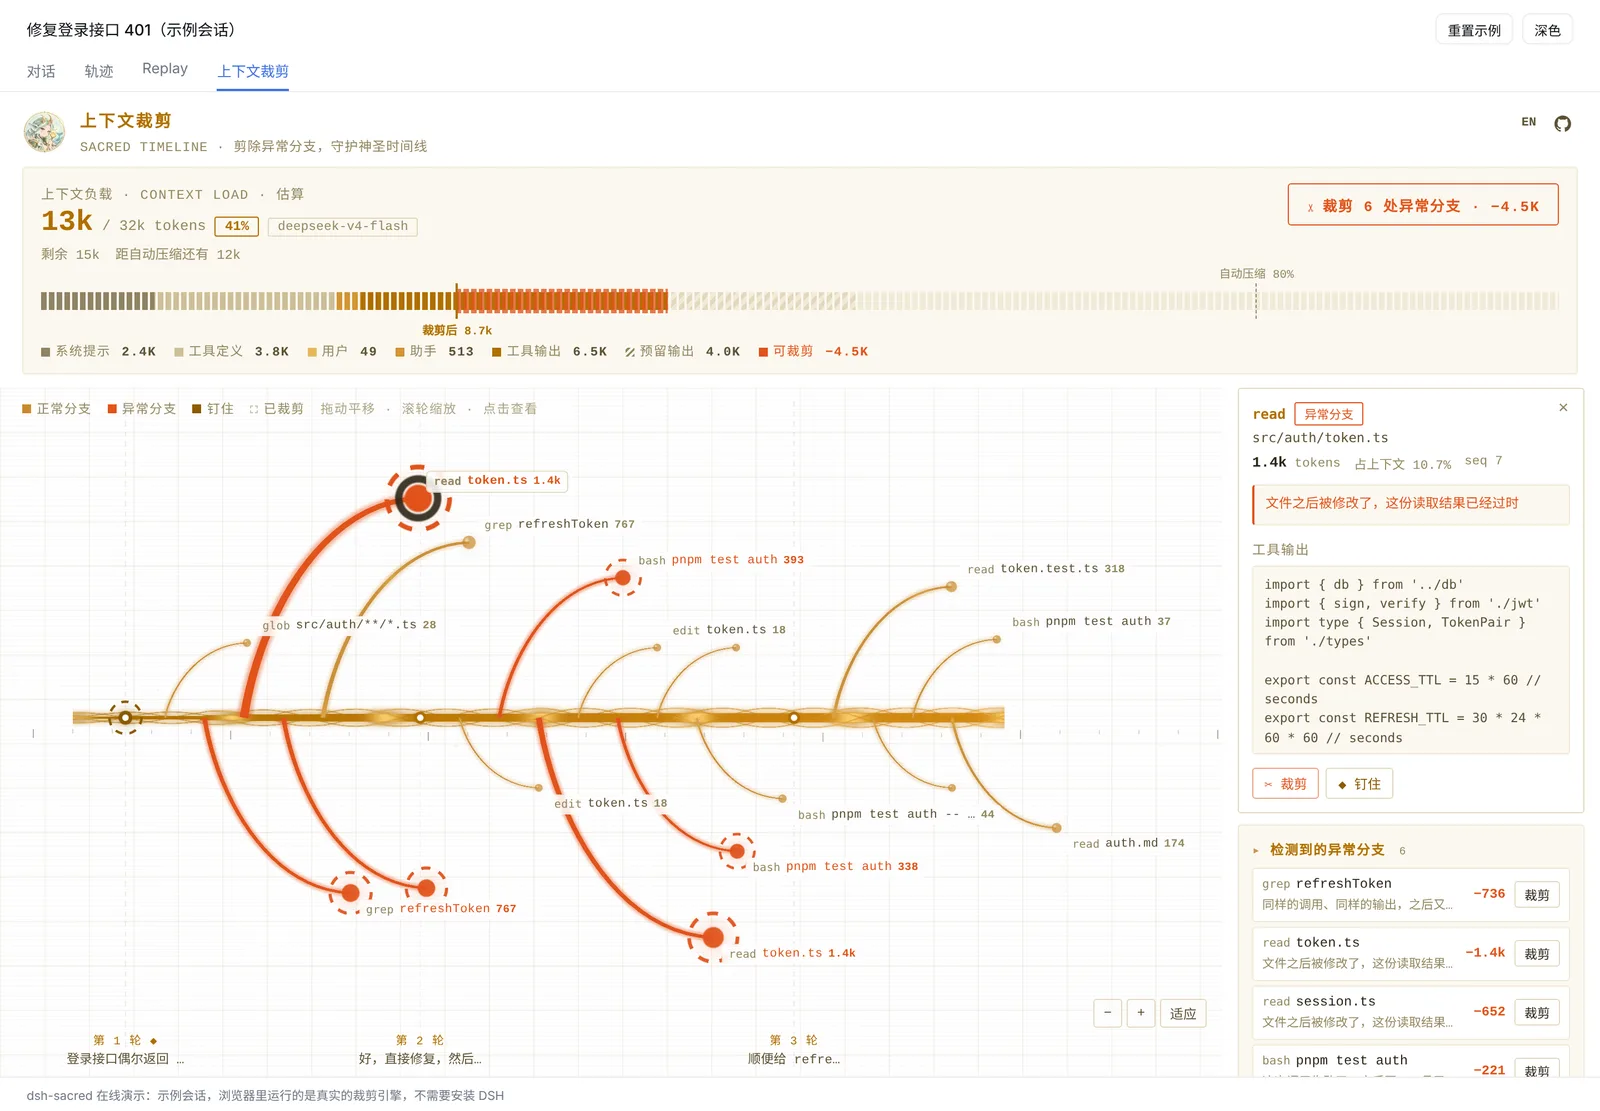 修复登录接口 401（示例会话）
重置示例
深色
对话
轨迹
Replay
上下文裁剪
上下文裁剪
SACRED TIMELINE · 剪除异常分支，守护神圣时间线
EN
上下文负载 · CONTEXT LOAD · 估算
13k / 32k tokens 41% deepseek-v4-flash
剩余 15k 距自动压缩还有 12k
裁剪 6 处异常分支 · −4.5K
自动压缩 80%
裁剪后 8.7k
系统提示 2.4K 工具定义 3.8K 用户 49 助手 513 工具输出 6.5K 预留输出 4.0K 可裁剪 −4.5K
正常分支 异常分支 钉住 已裁剪 拖动平移 · 滚轮缩放 · 点击查看
read token.ts 1.4k
grep refreshToken 767
bash pnpm test auth 393
read token.test.ts 318
glob src/auth/**/*.ts 28
edit token.ts 18
bash pnpm test auth 37
edit token.ts 18
bash pnpm test auth -- … 44
read auth.md 174
bash pnpm test auth 338
grep refreshToken 767
read token.ts 1.4k
− + 适应
第 1 轮 ◆
登录接口偶尔返回 …
第 2 轮
好，直接修复，然后…
第 3 轮
顺便给 refre…
read 异常分支 ×
src/auth/token.ts
1.4k tokens 占上下文 10.7% seq 7
文件之后被修改了，这份读取结果已经过时
工具输出
import { db } from '../db'
import { sign, verify } from './jwt'
import type { Session, TokenPair }
from './types'
export const ACCESS_TTL = 15 * 60 //
seconds
export const REFRESH_TTL = 30 * 24 *
60 * 60 // seconds
✂ 裁剪
◆ 钉住
▸ 检测到的异常分支 6
grep refreshToken
同样的调用、同样的输出，之后又…
−736 裁剪
read token.ts
文件之后被修改了，这份读取结果…
−1.4k 裁剪
read session.ts
文件之后被修改了，这份读取结果…
−652 裁剪
bash pnpm test auth
−221 裁剪
dsh-sacred 在线演示：示例会话，浏览器里运行的是真实的裁剪引擎，不需要安装 DSH